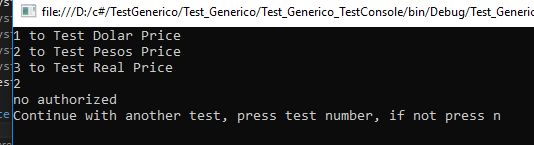 file:///D:/c#/TestGenerico/Test_Generico/Test_Generico_TestConsole/bin/Debug/Test_Generic
1 to Test Dolar Price
2 to Test Pesos Price
3 to Test Real Price
2
no authorized
Continue with another test, press test number, if not press n